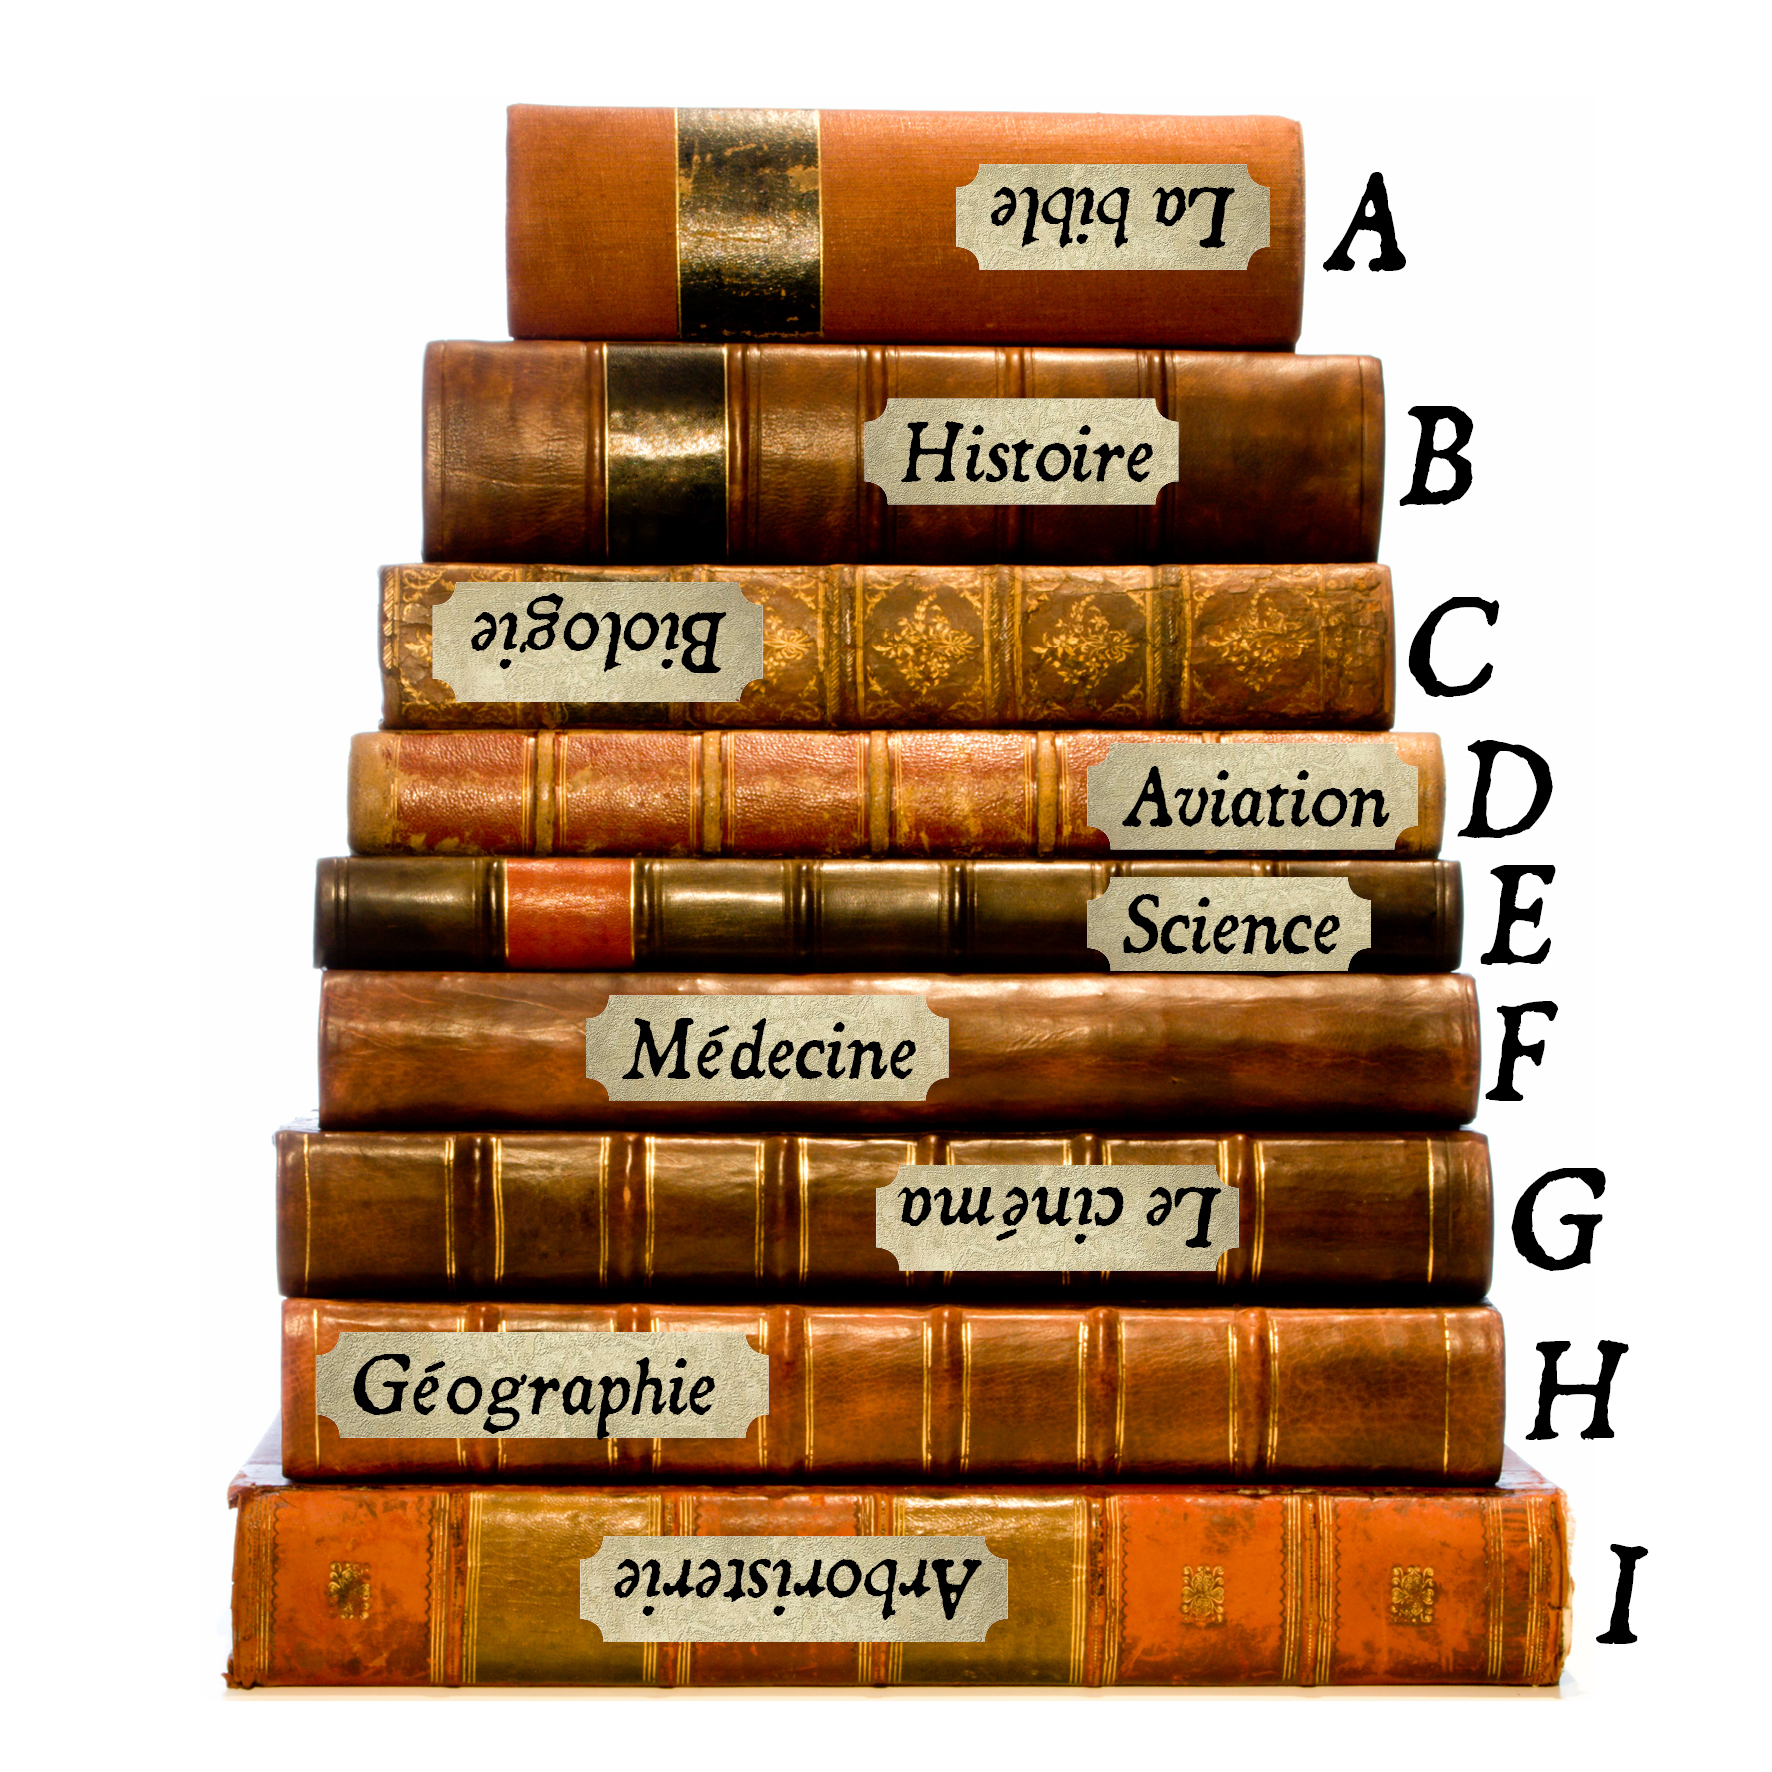 La bible
A
Histoire
B
Biologie
C
Aviation
D
Science
E
Médecine
F
Le cinéma
G
Géographie
H
Arboristerie
I